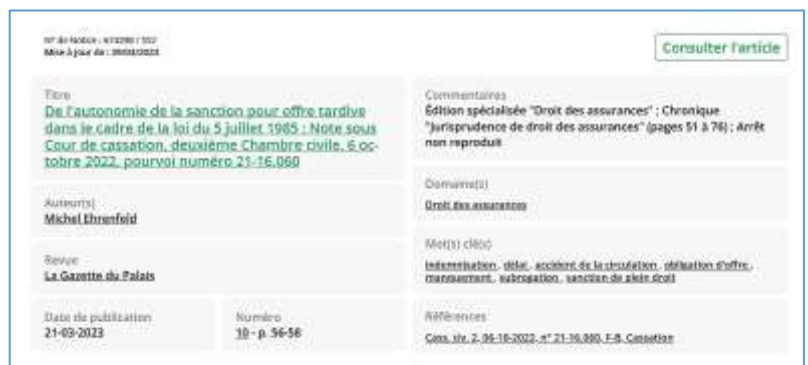 N° de Notice :
Mise à jour de :
Consulter l'article
Titre
De l'autonomie de la sanction pour offre tardive
dans le cadre de la loi du 5 juillet 1985 : Note sous
Cour de cassation, deuxième Chambre civile, 6 oc-
tobre 2022, pourvoi numéro 21-16.060
Auteur(s)
Michel Ehrenfeld
Revue
La Gazette du Palais
Date de publication
21-03-2023
Numéro
10 - p. 56-58
Commentaires
Édition spécialisée "Droit des assurances" ; Chronique
"Jurisprudence de droit des assurances" (pages 51 à 76) ; Arrêt
non reproduit
Domaine(s)
Droit des assurances
Mot(s) clé(s)
Indemnisation , délai , accident de la circulation , obligation d'offre ,
manquement , subrogation , sanction de plein droit
Références
Cass. civ. 2, 06-10-2022, n° 21-16.060, F-B, Cassation